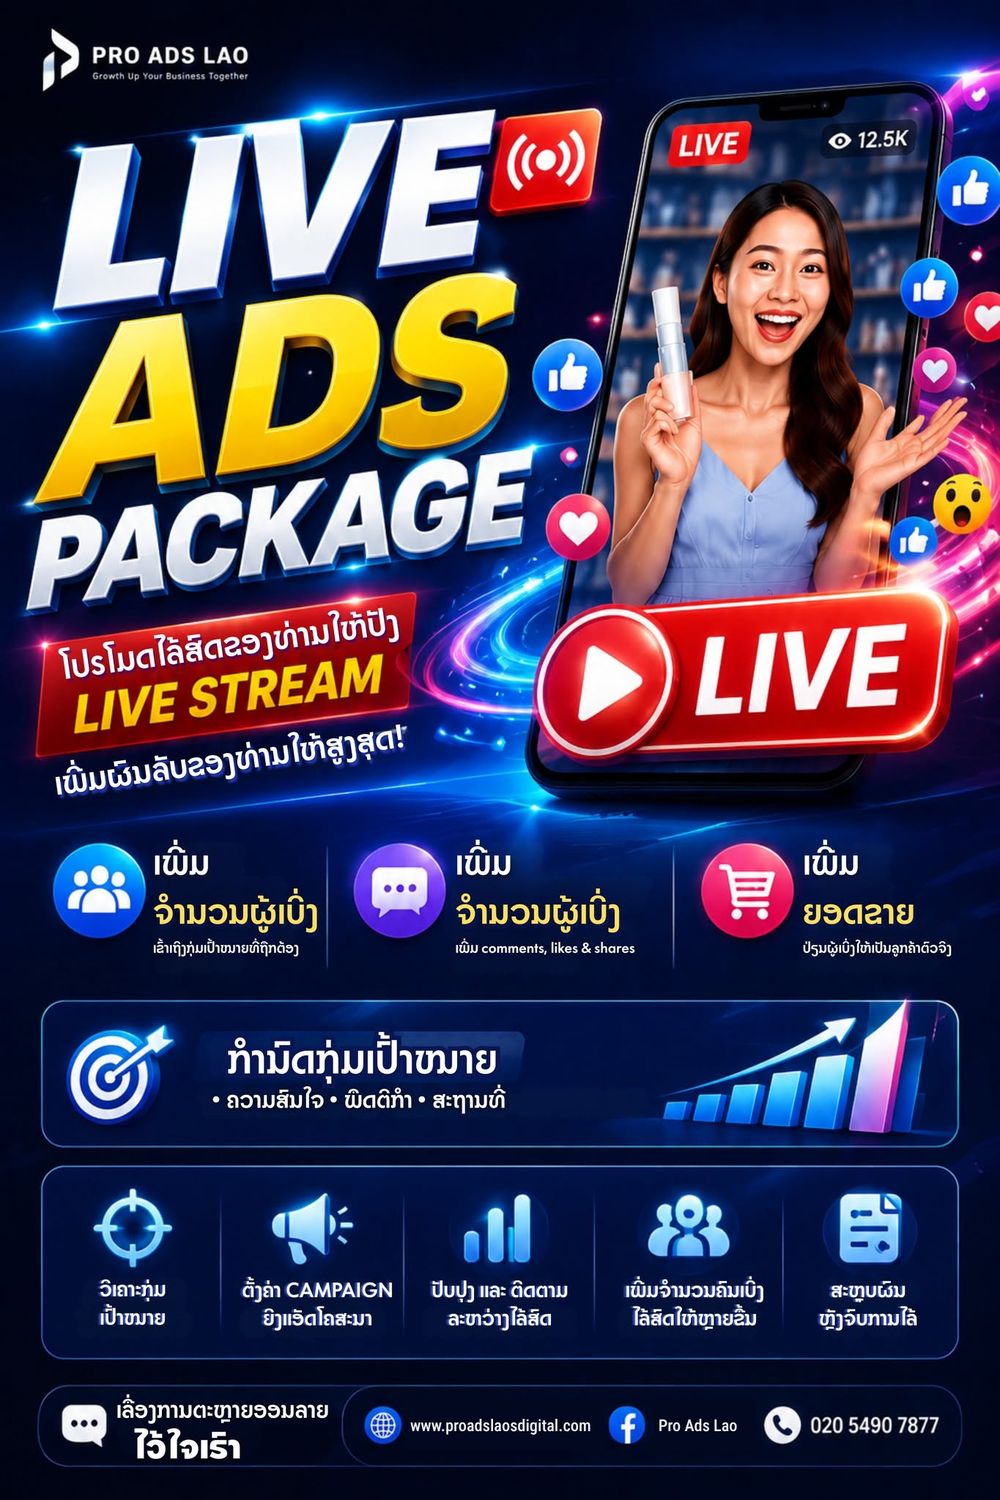 PRO ADS LAO
Growth Up Your Business Together
LIVE
ADS
PACKAGE
LIVE
12.5K
ໂປຣໂມດໄລ້ສົດຂອງທ່ານໃຫ້ປັງ
LIVE STREAM
ເພີ່ມຜົນລັບຂອງທ່ານໃຫ້ສູງສຸດ!
LIVE
ເພີ່ມ
ຈຳນວນຜູ້ເບິ່ງ
ເຂົ້າເຖິງກຸ່ມເປົ້າໝາຍທີ່ຖືກຕ້ອງ
ເພີ່ມ
ຈຳນວນຜູ້ເບິ່ງ
ເພີ່ມ comments, likes & shares
ເພີ່ມ
ຍອດຂາຍ
ປ່ຽນຜູ້ເບິ່ງໃຫ້ເປັນລູກຄ້າຕົວຈິງ
ກຳນົດກຸ່ມເປົ້າໝາຍ
• ຄວາມສົນໃຈ • ພຶດຕິກຳ • ສະຖານທີ່
ວິເຄາະກຸ່ມ
ເປົ້າໝາຍ
ຕັ້ງຄ່າ CAMPAIGN
ຍິງແອັດໂຄສະນາ
ປັບປຸງ ແລະ ຕິດຕາມ
ລະຫວ່າງໄລ້ສົດ
ເພີ່ມຈຳນວນຄົນເບິ່ງ
ໄລ້ສົດໃຫ້ຫຼາຍຂຶ້ນ
ສະຫຼຸບຜົນ
ຫຼັງຈົບການໄລ້
ເລື່ອງການຕະຫຼາຍອອນລາຍ
ໄວ້ໃຈເຮົາ
www.proadslaosdigital.com
Pro Ads Lao
020 5490 7877